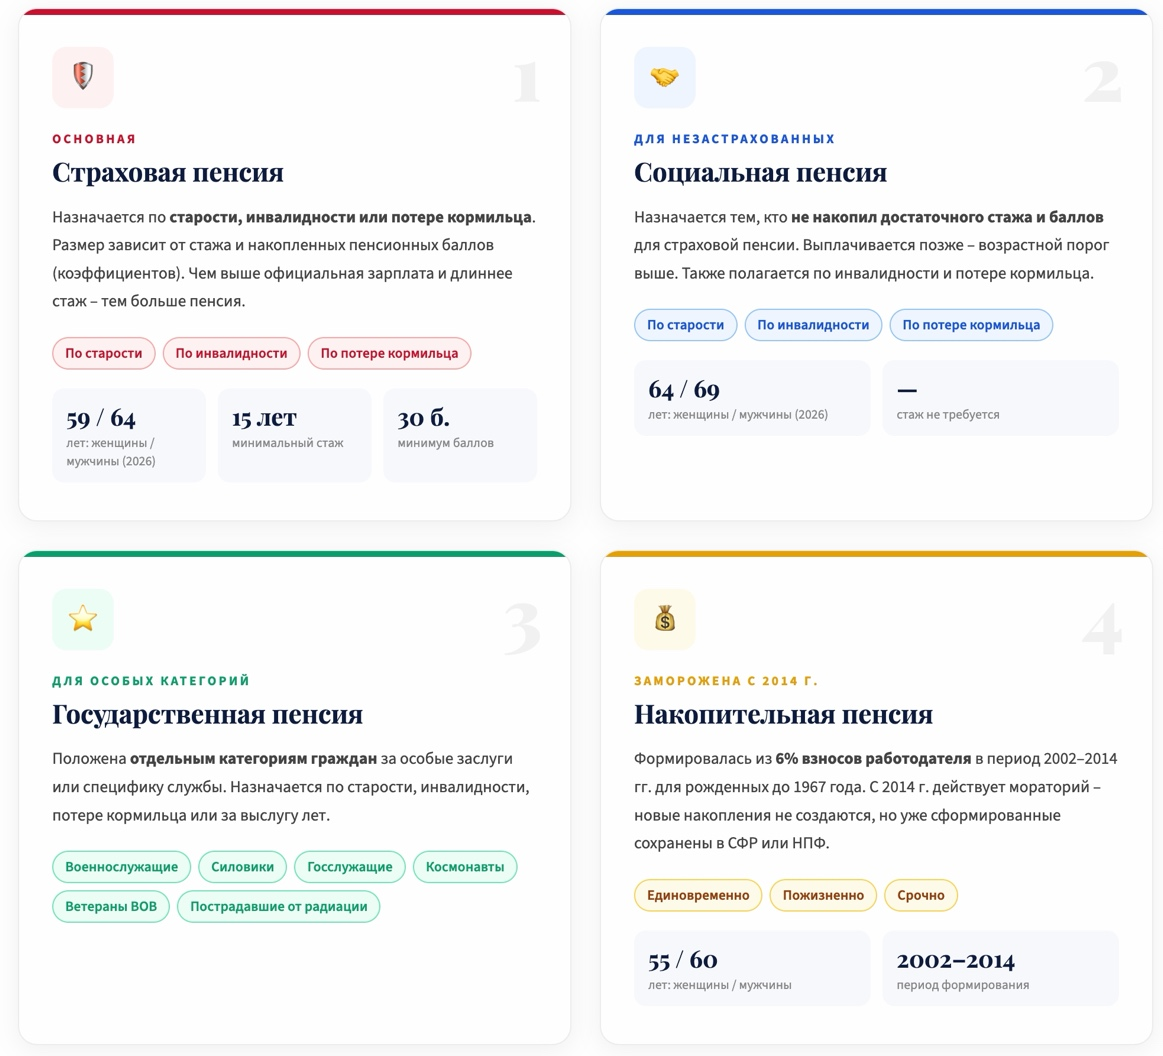 1
ОСНОВНАЯ
Страховая пенсия
Назначается по старости, инвалидности или потере кормильца.
Размер зависит от стажа и накопленных пенсионных баллов
(коэффициентов). Чем выше официальная зарплата и длиннее
стаж – тем больше пенсия.
По старости
По инвалидности
По потере кормильца
59 / 64
лет: женщины /
мужчины (2026)
15 лет
минимальный стаж
30 б.
минимум баллов
2
ДЛЯ НЕЗАСТРАХОВАННЫХ
Социальная пенсия
Назначается тем, кто не накопил достаточного стажа и баллов
для страховой пенсии. Выплачивается позже – возрастной порог
выше. Также полагается по инвалидности и потере кормильца.
По старости
По инвалидности
По потере кормильца
64 / 69
лет: женщины / мужчины (2026)
—
стаж не требуется
3
ДЛЯ ОСОБЫХ КАТЕГОРИЙ
Государственная пенсия
Положена отдельным категориям граждан за особые заслуги
или специфику службы. Назначается по старости, инвалидности,
потере кормильца или за выслугу лет.
Военнослужащие
Силовики
Госслужащие
Космонавты
Ветераны ВОВ
Пострадавшие от радиации
4
ЗАМОРОЖЕНА С 2014 Г.
Накопительная пенсия
Формировалась из 6% взносов работодателя в период 2002–2014
гг. для рожденных до 1967 года. С 2014 г. действует мораторий –
новые накопления не создаются, но уже сформированные
сохранены в СФР или НПФ.
Единовременно
Пожизненно
Срочно
55 / 60
лет: женщины / мужчины
2002–2014
период формирования